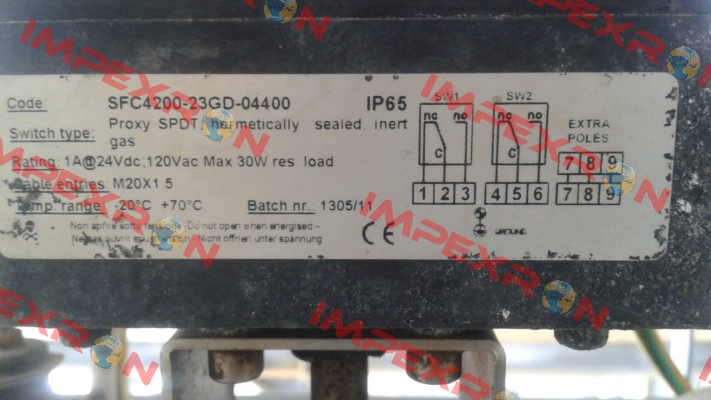 IMPEXRON
Code: SFC4200-23GD-04400 IP65
Switch type: Proxy SPDT, hermetically sealed, inert
gas
Rating: 1A@24Vdc;120Vac Max 30W res. load
Cable entries: M20X1.5
Temp. range: -20°C +70°C Batch nr.: 1305/11
Non aprire sotto tensione - Do not open when energised -
Ne pas ouvrir sous tension / Nicht offnen unter spannung
CE
SW1 SW2
nc no nc no
C C
1 2 3 4 5 6
EXTRA
POLES
7 8 9
7 8 9
GROUNG